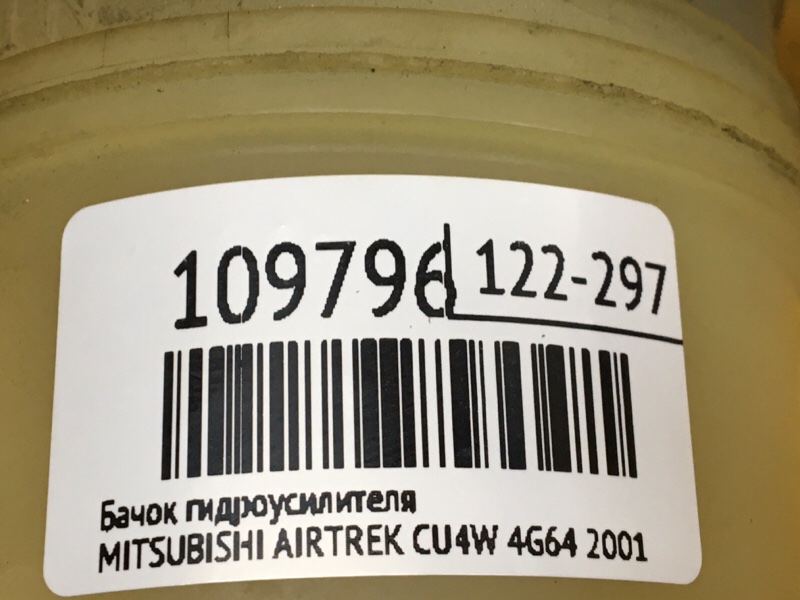 109796 122-297
Бачок гидроусилителя
MITSUBISHI AIRTREK CU4W 4G64 2001